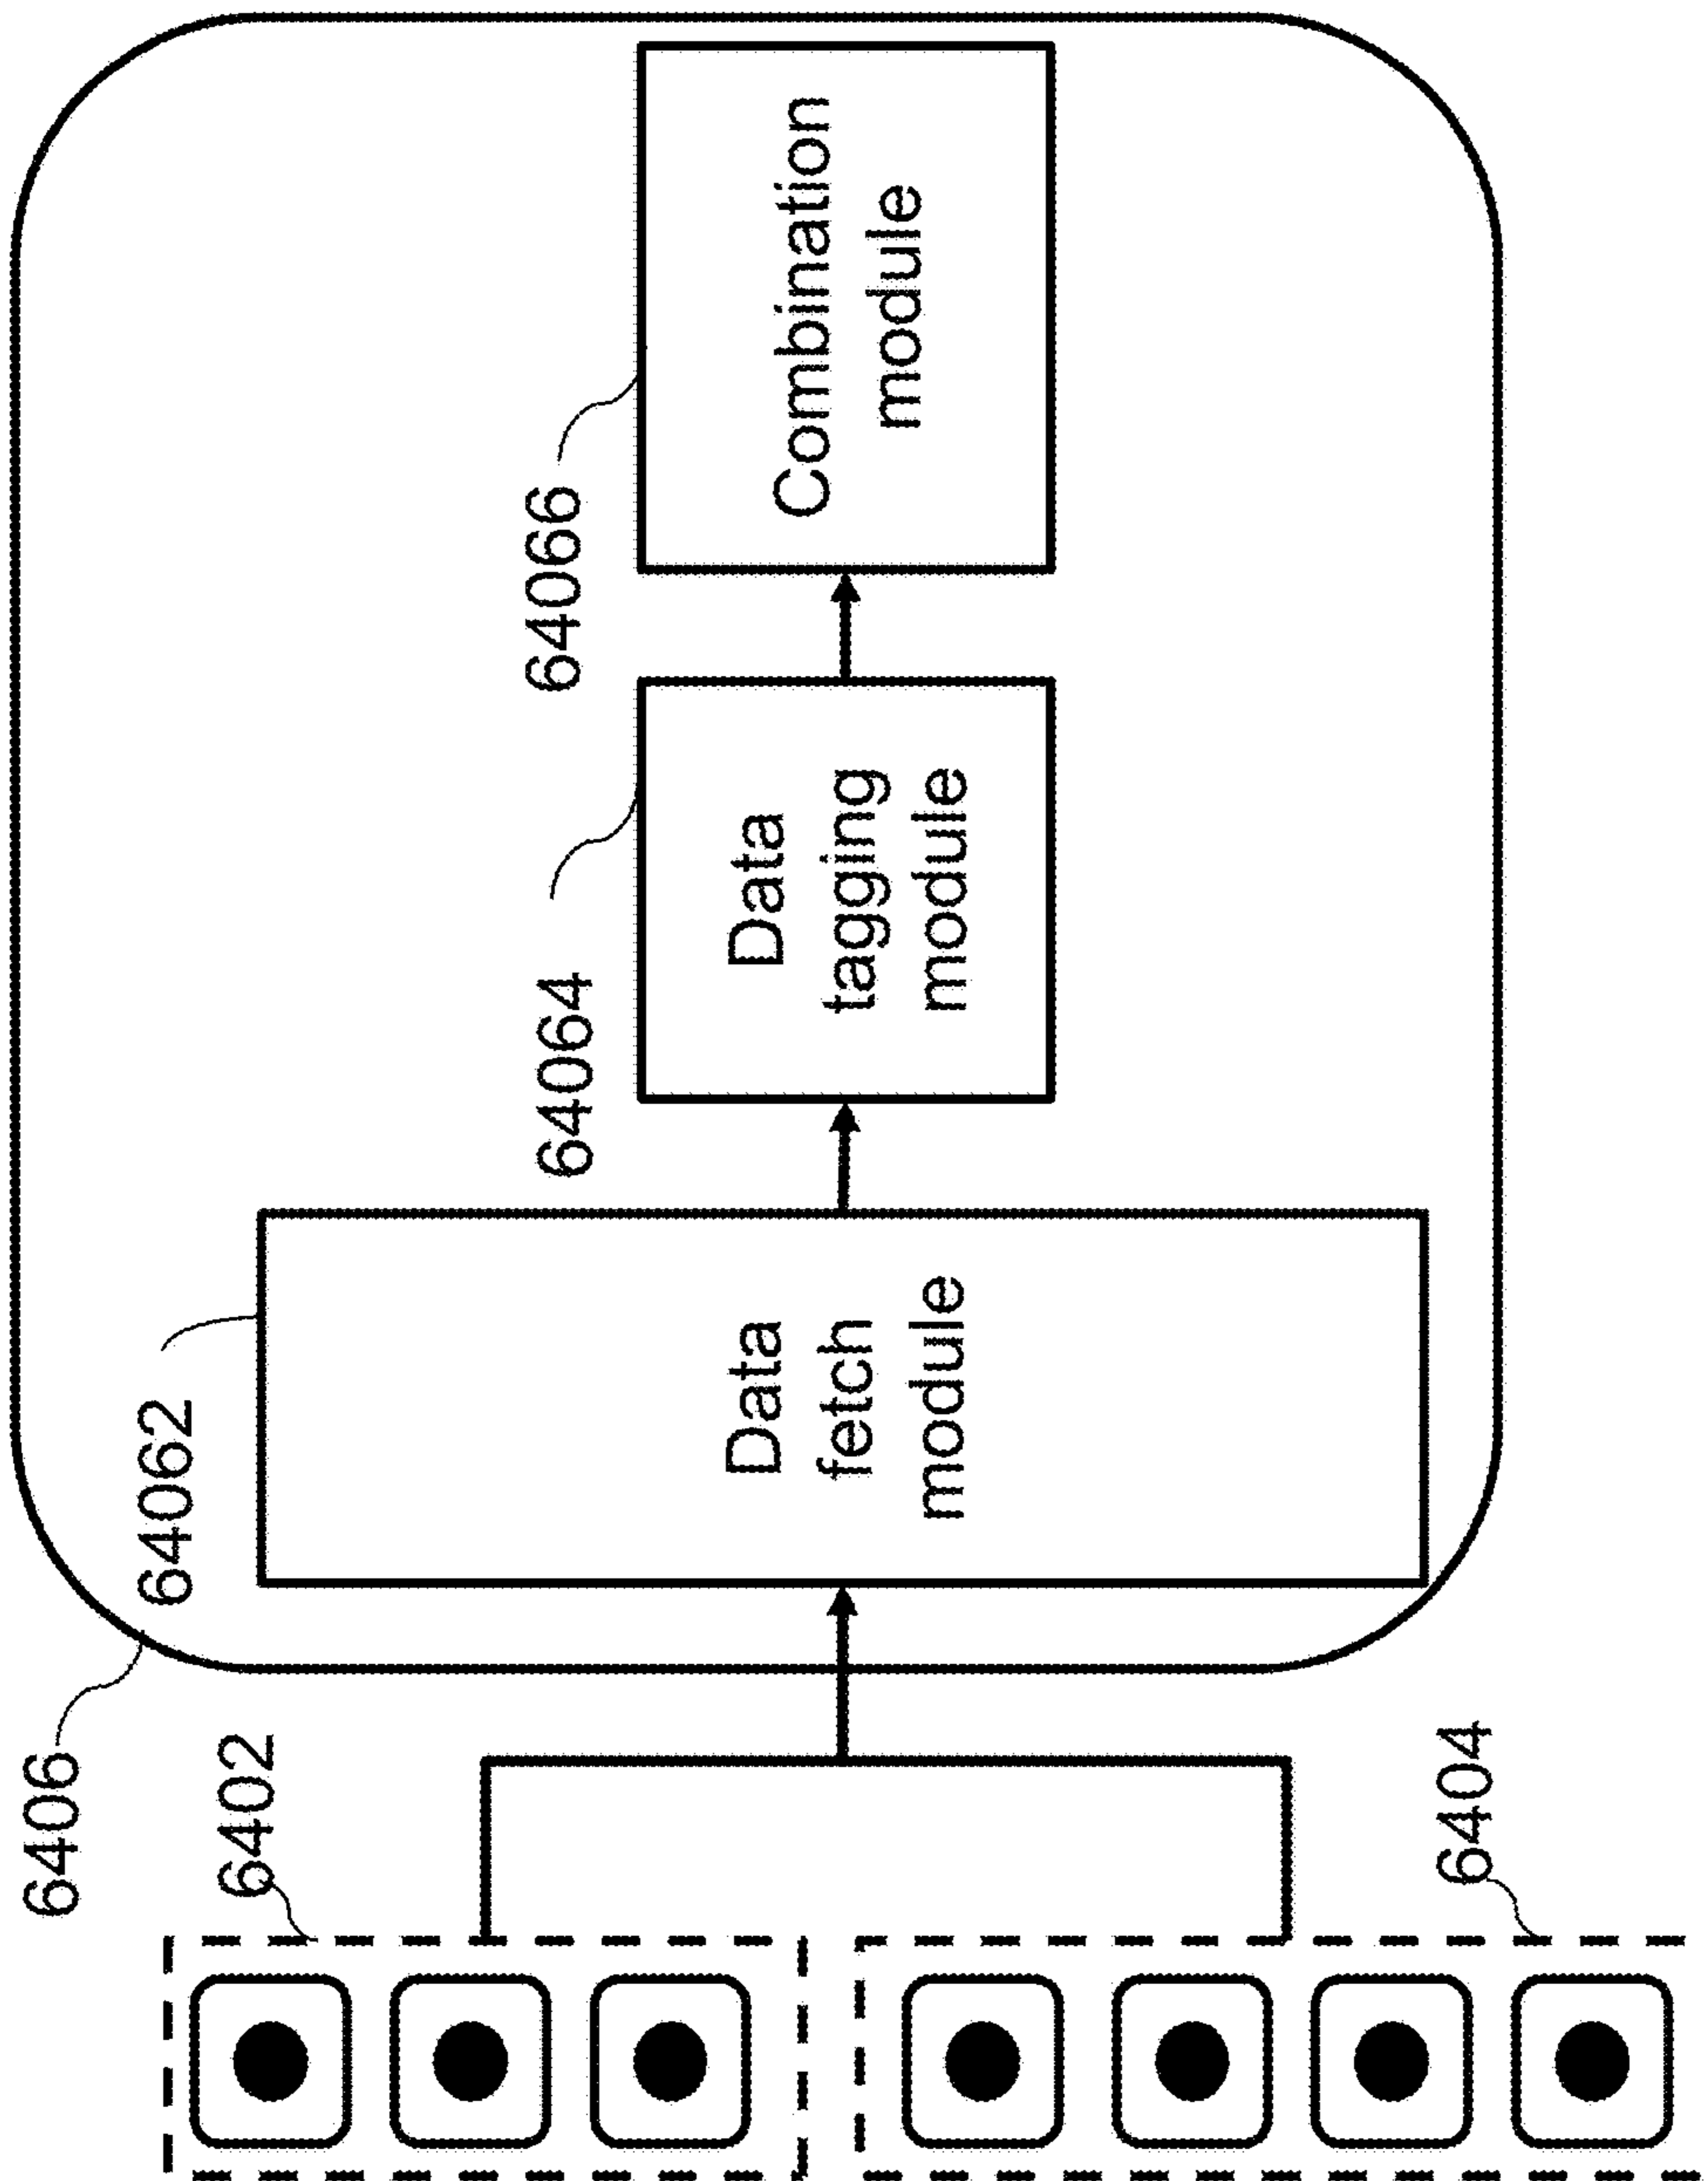 6406
6402
6404
64062
Data
fetch
module
64064
Data
tagging
module
64066
Combination
module